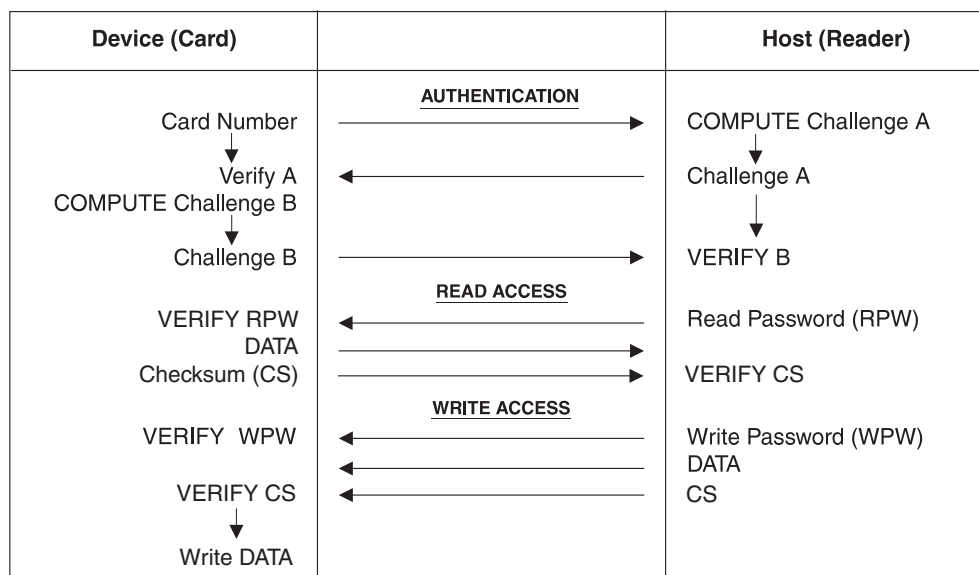 Device (Card) Host (Reader)
AUTHENTICATION
Card Number COMPUTE Challenge A
Verify A Challenge A
COMPUTE Challenge B
Challenge B VERIFY B
READ ACCESS
VERIFY RPW Read Password (RPW)
DATA
Checksum (CS) VERIFY CS
WRITE ACCESS
VERIFY WPW Write Password (WPW)
DATA
VERIFY CS CS
Write DATA